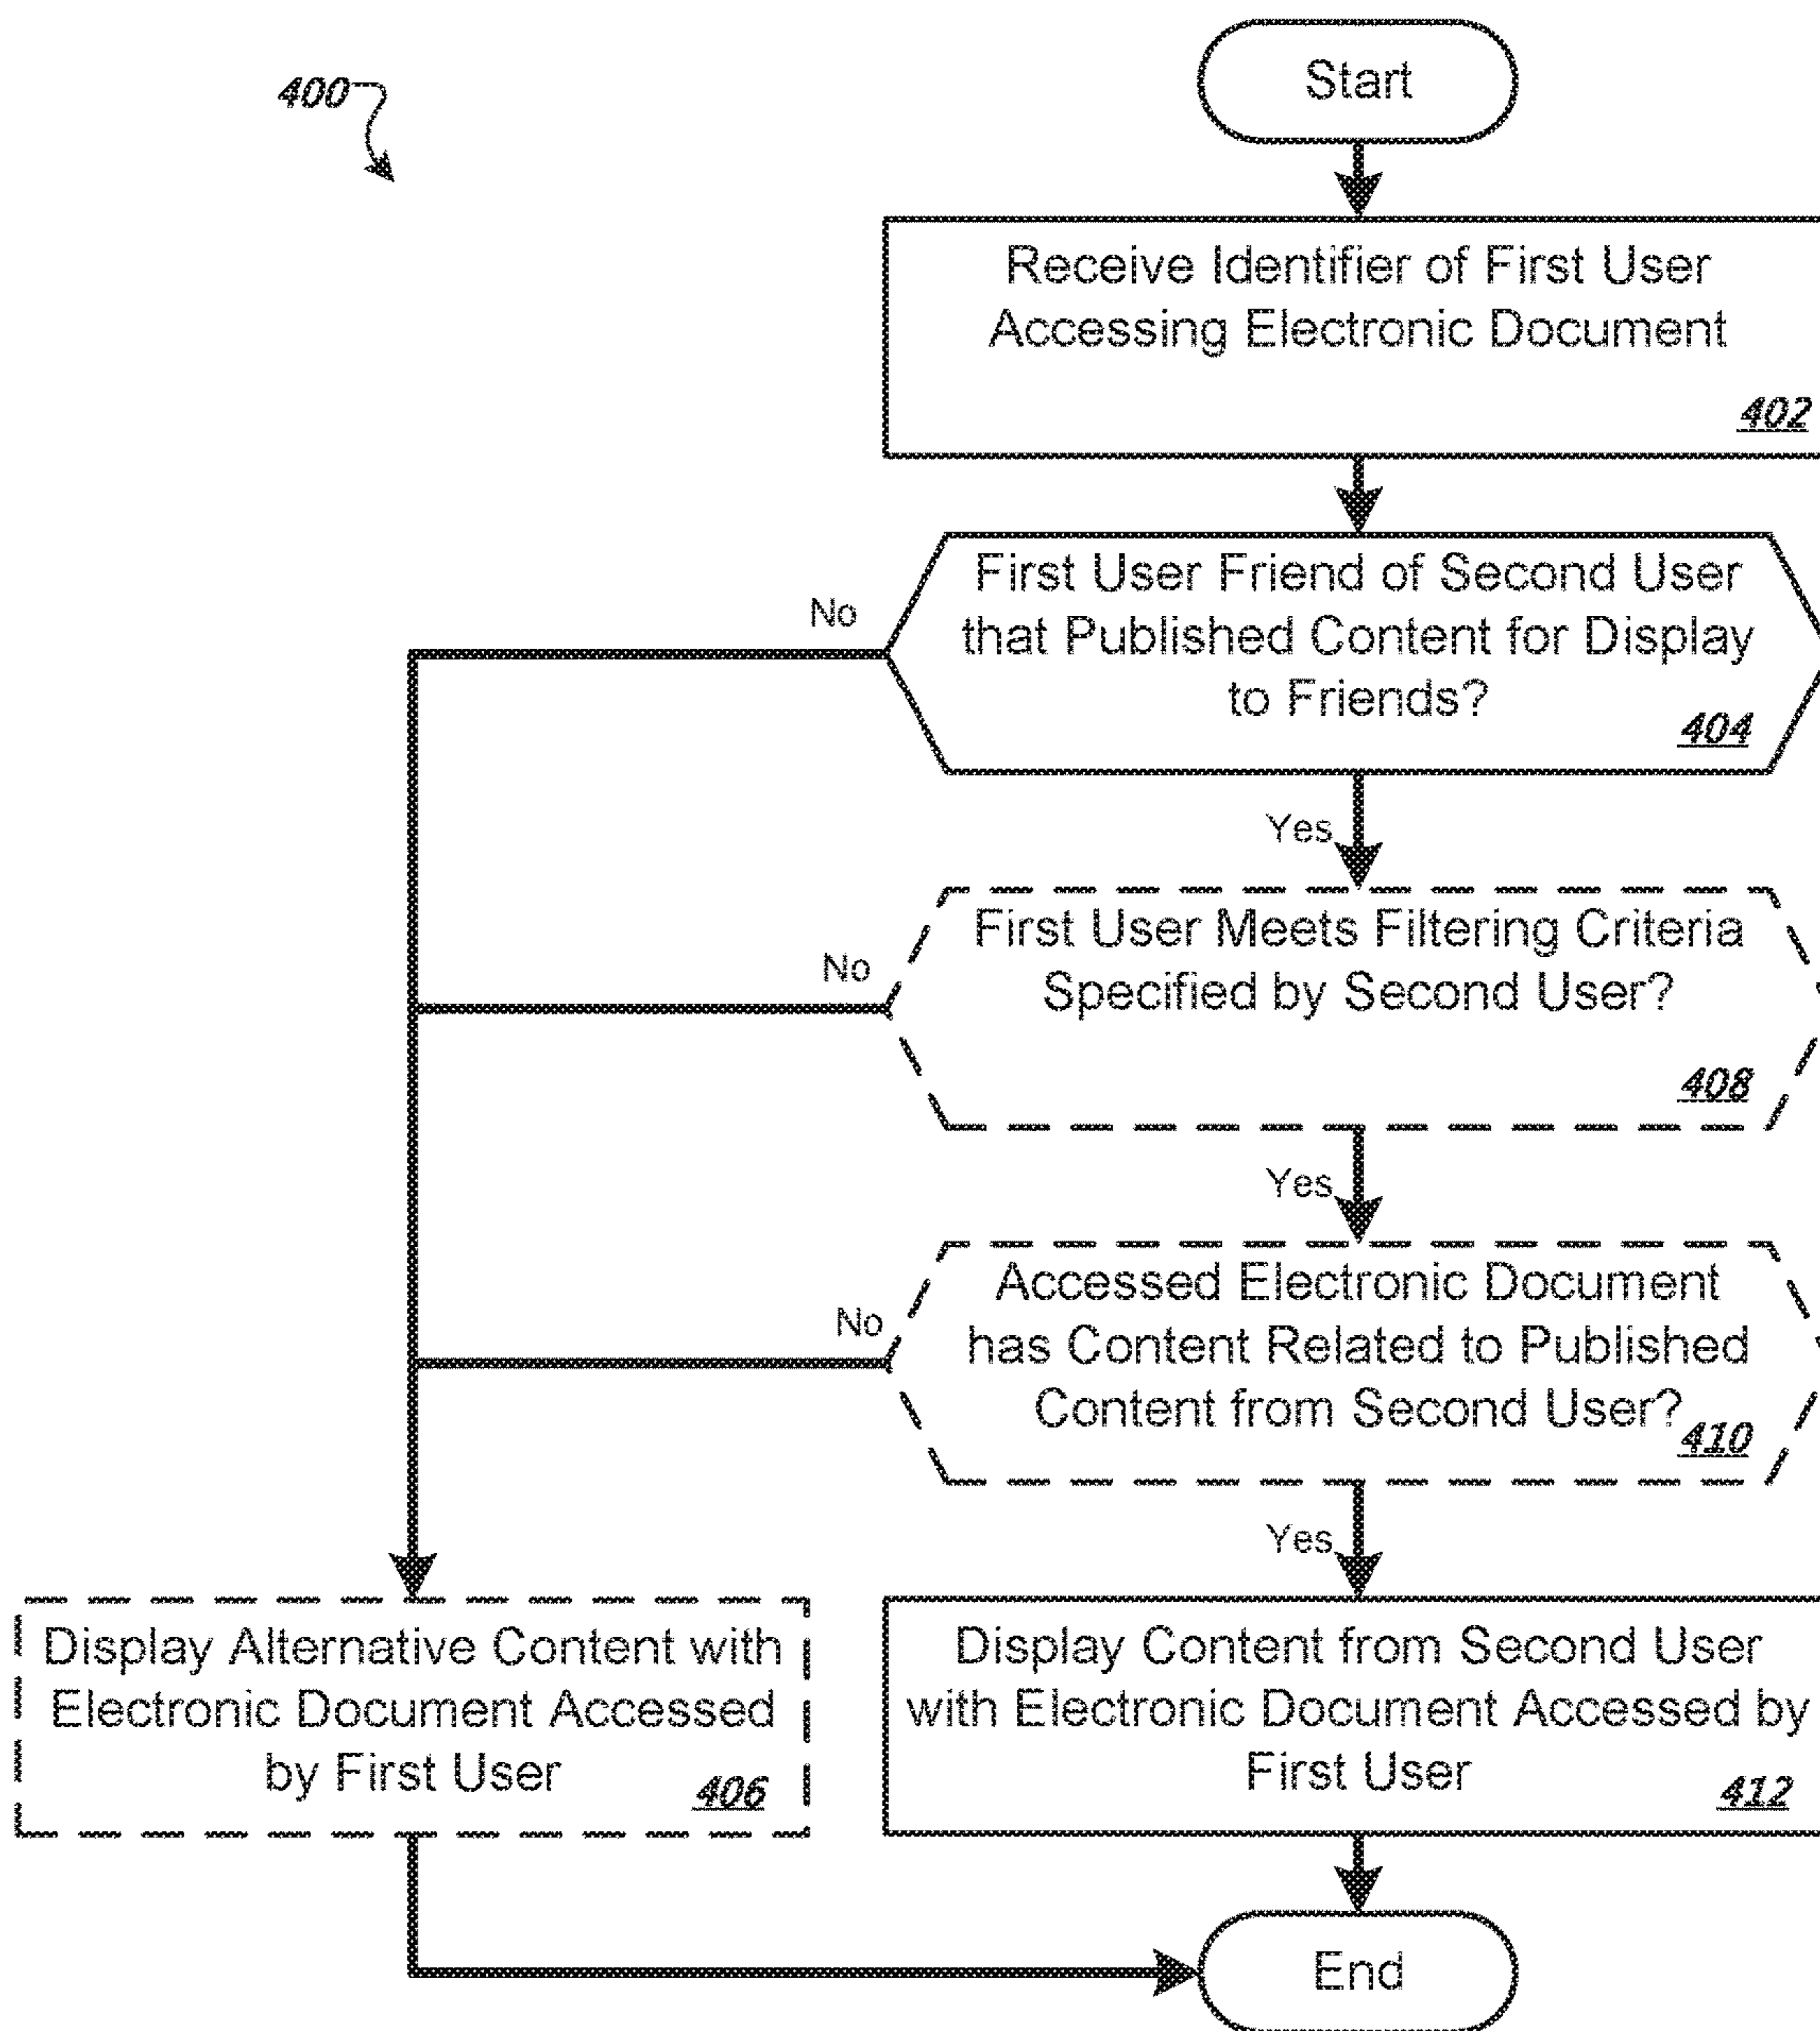 400
Start
Receive Identifier of First User
Accessing Electronic Document
402
First User Friend of Second User
that Published Content for Display
to Friends?
404
No
Yes
First User Meets Filtering Criteria
Specified by Second User?
408
No
Yes
Accessed Electronic Document
has Content Related to Published
Content from Second User?
410
No
Yes
Display Alternative Content with
Electronic Document Accessed
by First User
406
Display Content from Second User
with Electronic Document Accessed by
First User
412
End